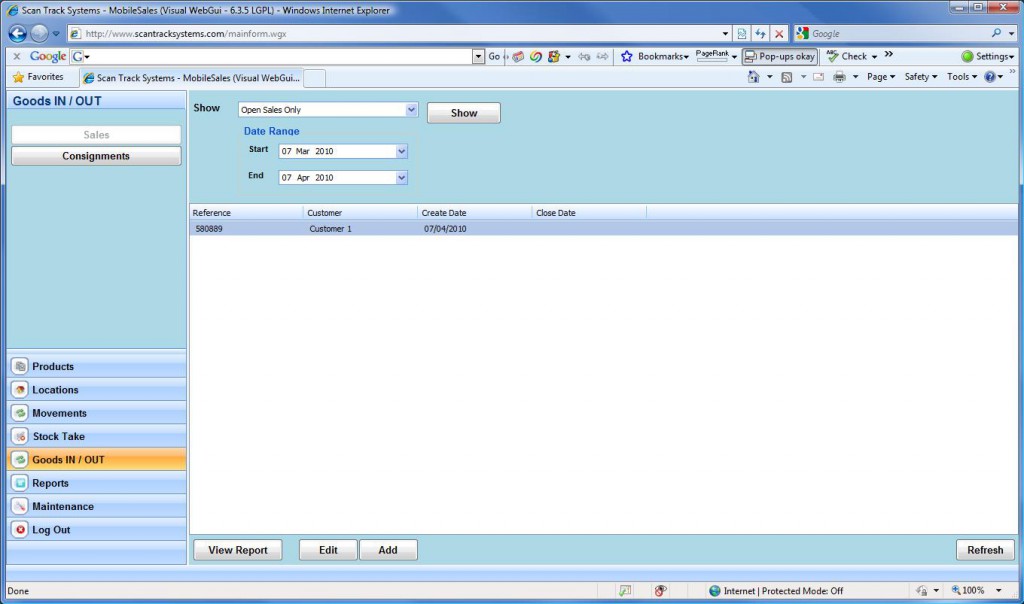 Scan Track Systems - MobileSales (Visual WebGui - 6.3.5 LGPL) - Windows Internet Explorer
http://www.scantracksystems.com/mainform.wgx
Google
x Google G Go Bookmarks PageRank Pop-ups okay ABC Check » Settings
Favorites Scan Track Systems - MobileSales (Visual WebGui... Page Safety Tools »
Goods IN / OUT
Sales
Consignments
Show Open Sales Only Show
Date Range
Start 07 Mar 2010
End 07 Apr 2010
Reference Customer Create Date Close Date
580889 Customer 1 07/04/2010
Products
Locations
Movements
Stock Take
Goods IN / OUT
Reports
Maintenance
Log Out
View Report Edit Add Refresh
Done Internet | Protected Mode: Off 100%